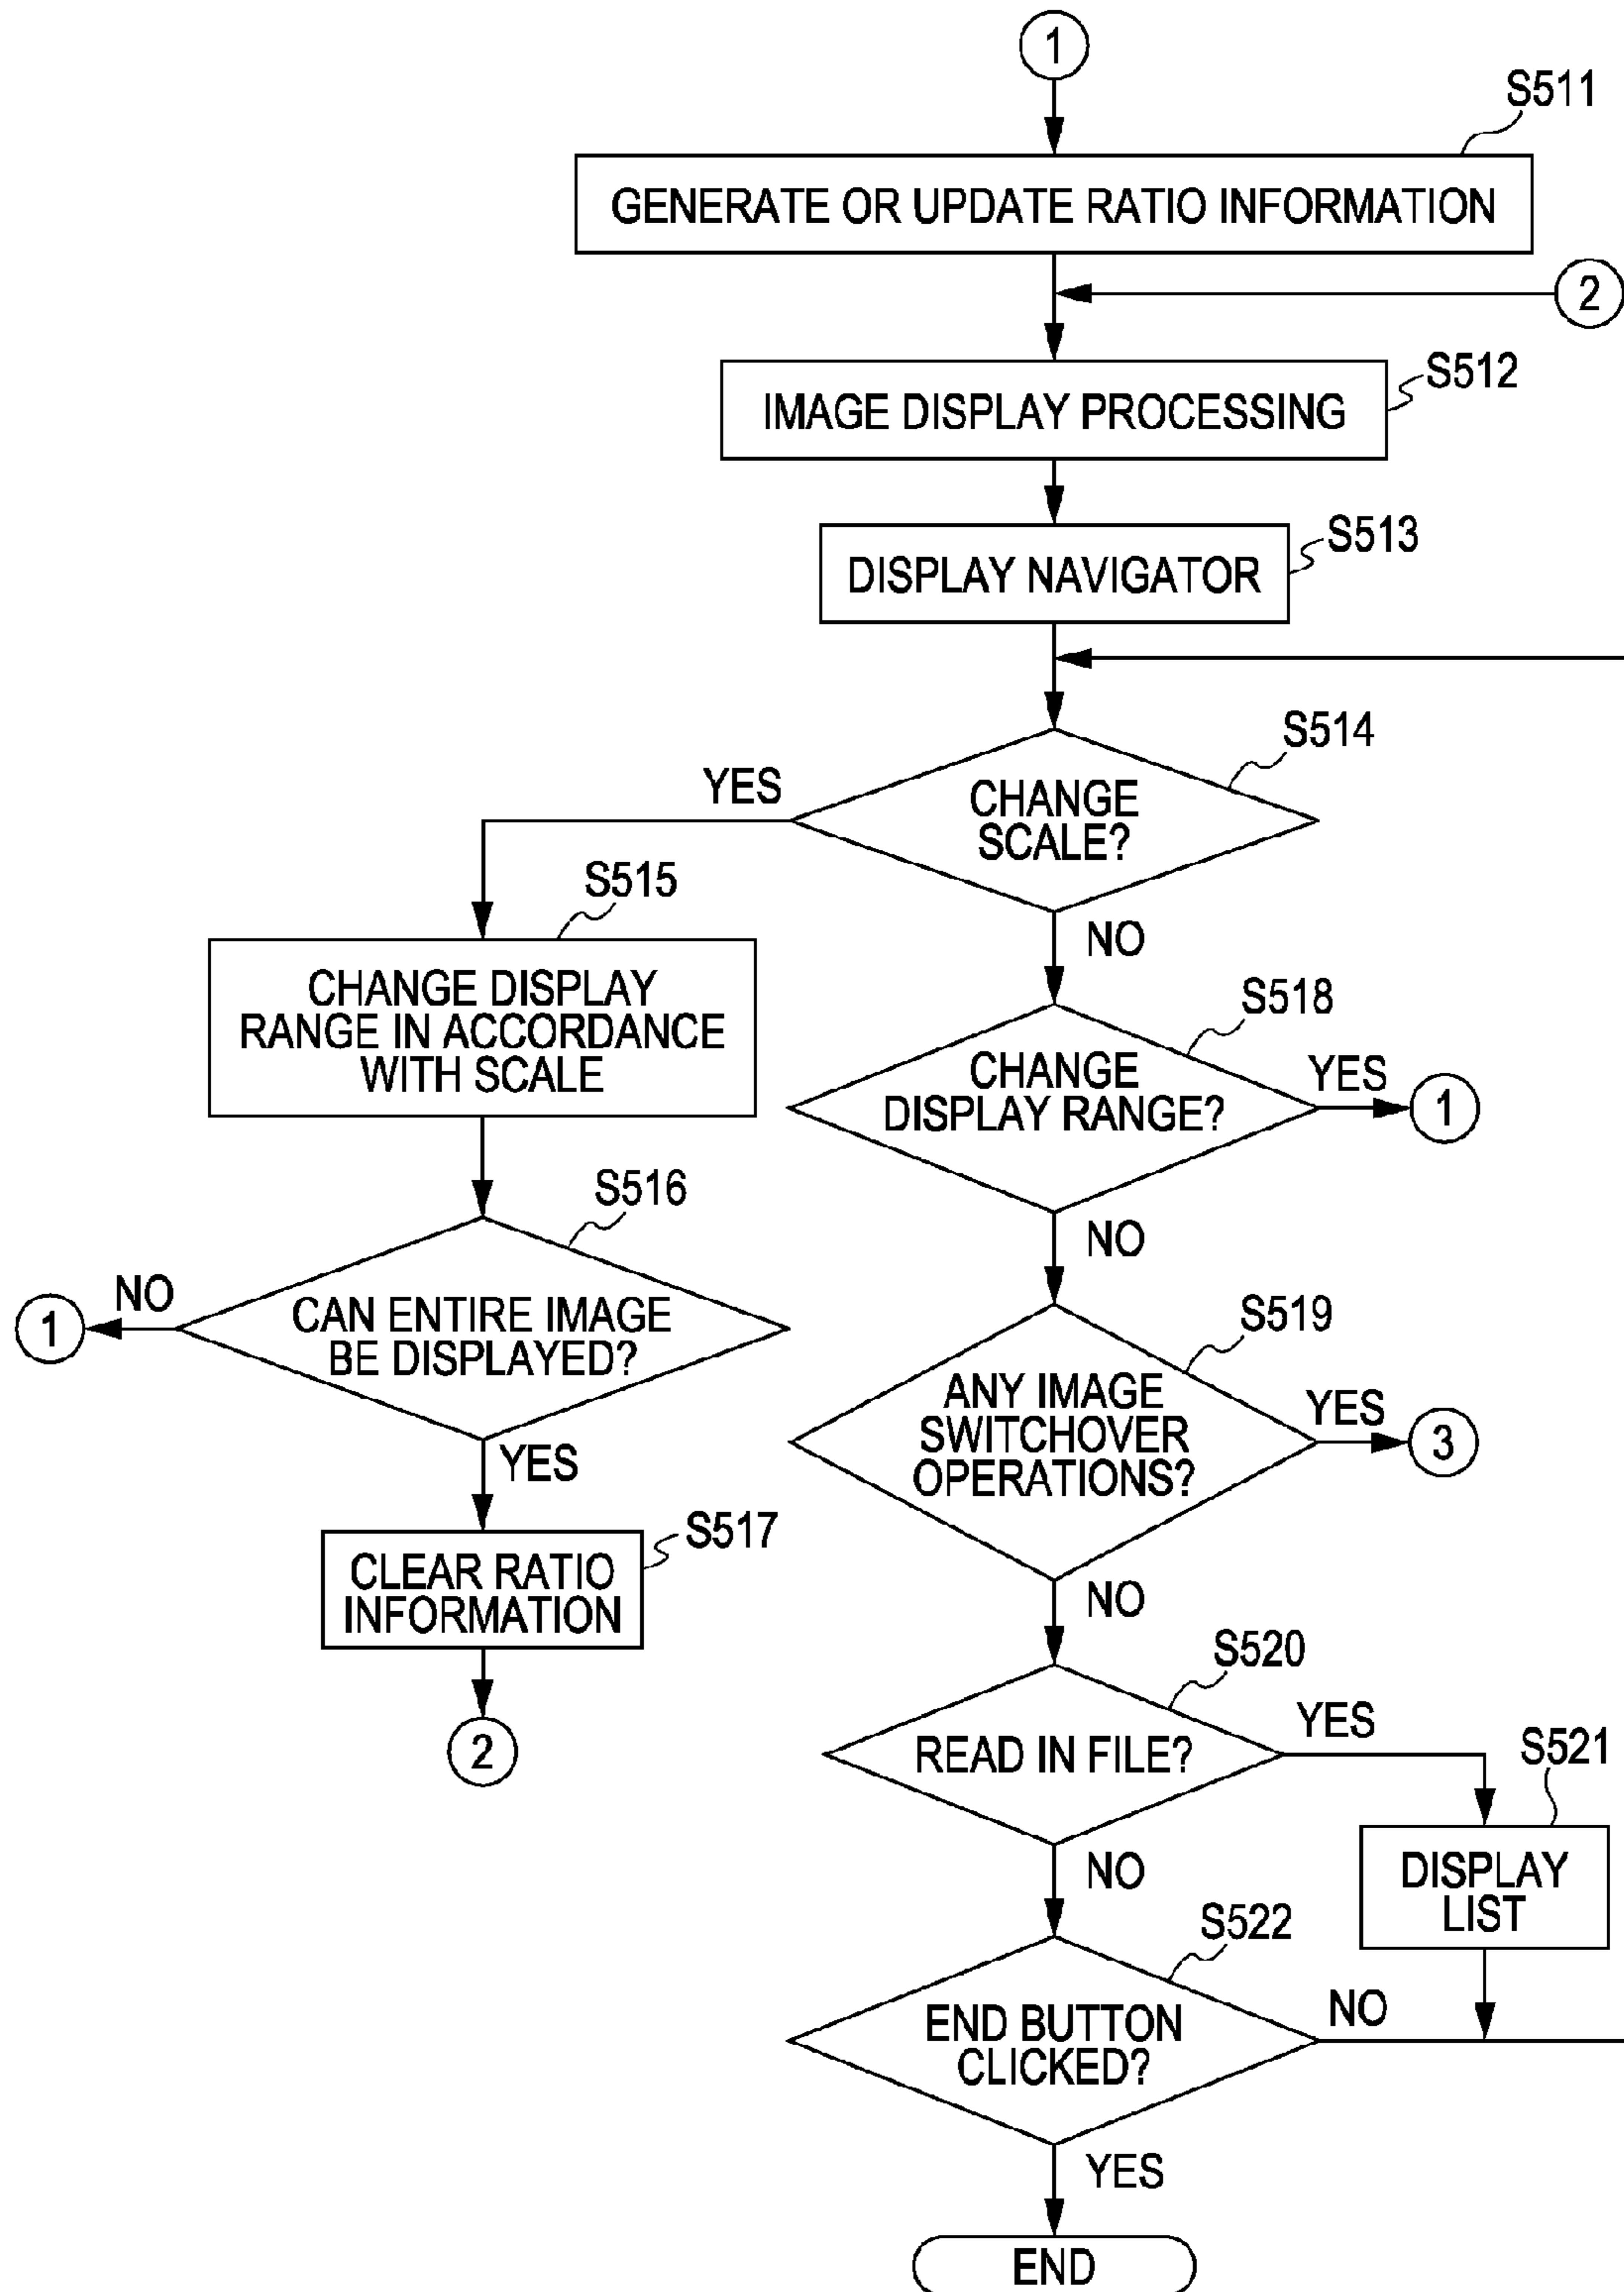 1
S511
GENERATE OR UPDATE RATIO INFORMATION
2
S512
IMAGE DISPLAY PROCESSING
S513
DISPLAY NAVIGATOR
S514
YES
CHANGE
SCALE?
NO
S515
CHANGE DISPLAY
RANGE IN ACCORDANCE
WITH SCALE
S516
NO
1
CAN ENTIRE IMAGE
BE DISPLAYED?
YES
S517
CLEAR RATIO
INFORMATION
2
S518
CHANGE
DISPLAY RANGE?
YES
1
NO
S519
ANY IMAGE
SWITCHOVER
OPERATIONS?
YES
3
NO
S520
READ IN FILE?
YES
S521
DISPLAY
LIST
NO
S522
END BUTTON
CLICKED?
NO
YES
END